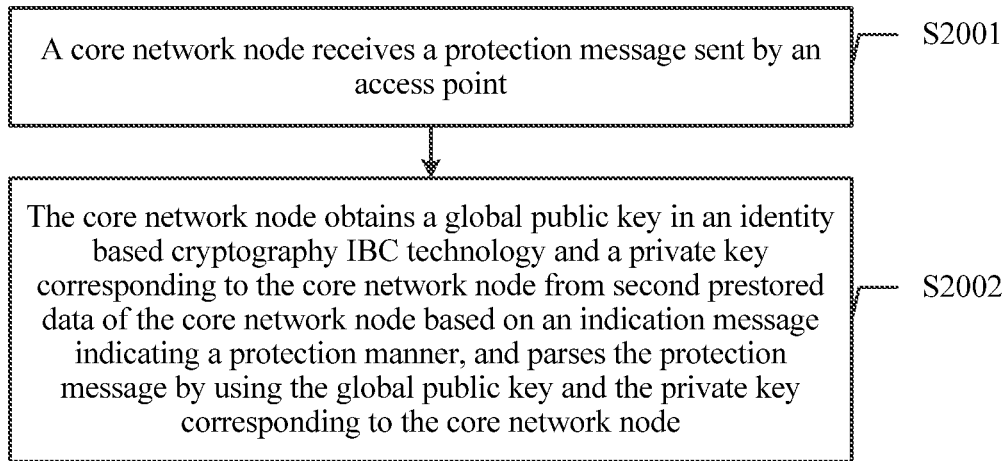 A core network node receives a protection message sent by an
access point
S2001
The core network node obtains a global public key in an identity
based cryptography IBC technology and a private key
corresponding to the core network node from second prestored
data of the core network node based on an indication message
indicating a protection manner, and parses the protection
message by using the global public key and the private key
corresponding to the core network node
S2002